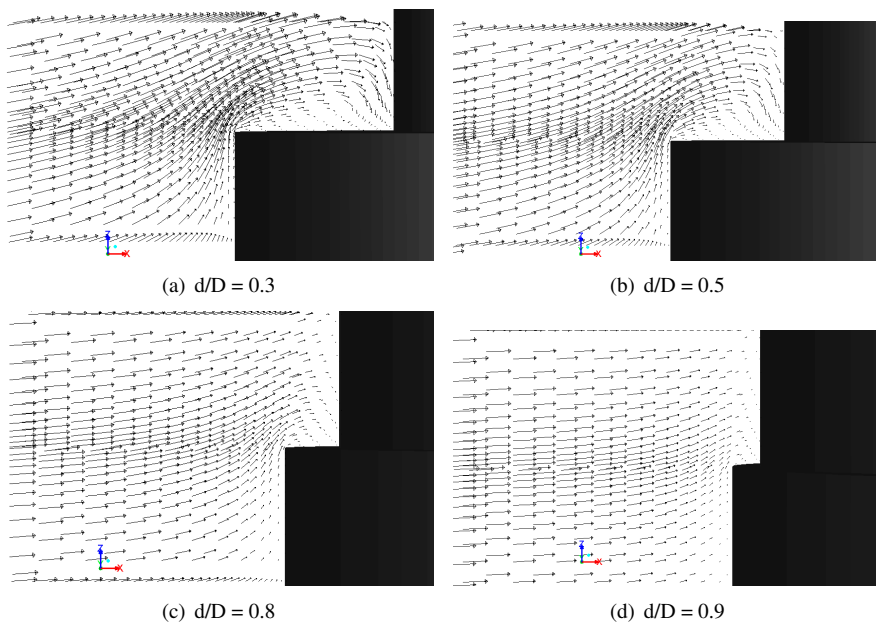 Z
X
(a) d/D = 0.3
Z
X
(b) d/D = 0.5
Z
X
(c) d/D = 0.8
Z
X
(d) d/D = 0.9